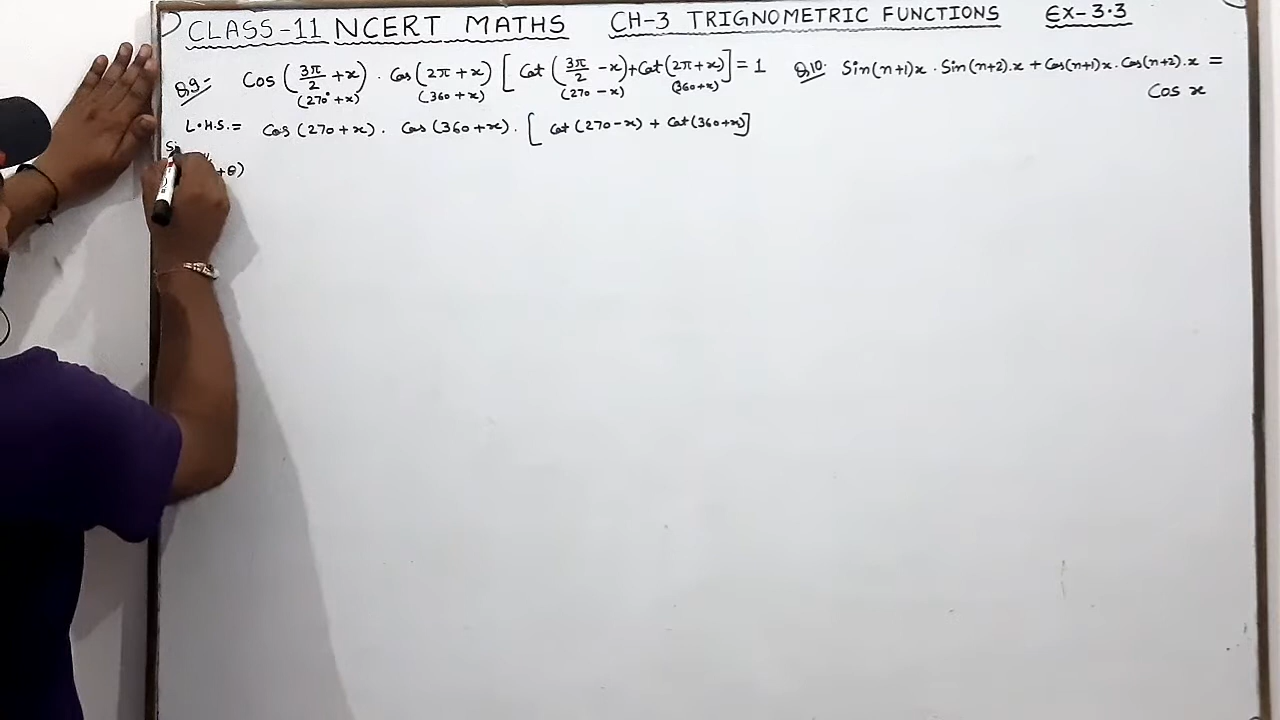 CLASS-11 NCERT MATHS CH-3 TRIGNOMETRIC FUNCTIONS EX-3.3
Q9- Cos (3π/2 + x) . Cos (2π + x) [ Cot (3π/2 - x) + Cot (2π + x) ] = 1
(270° + x) (360 + x) (270 - x) (360 + x)
L.H.S. = Cos (270 + x) . Cos (360 + x) . [ Cot (270 - x) + Cot (360 + x) ]
+ θ)
Q10. Sin (n+1)x . Sin (n+2).x + Cos (n+1)x . Cos (n+2).x =
Cos x